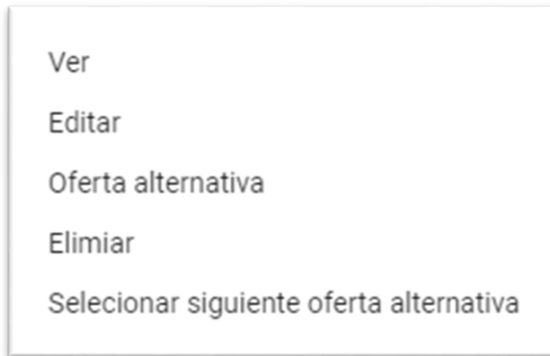 Ver
Editar
Oferta alternativa
Elimiar
Selecionar siguiente oferta alternativa